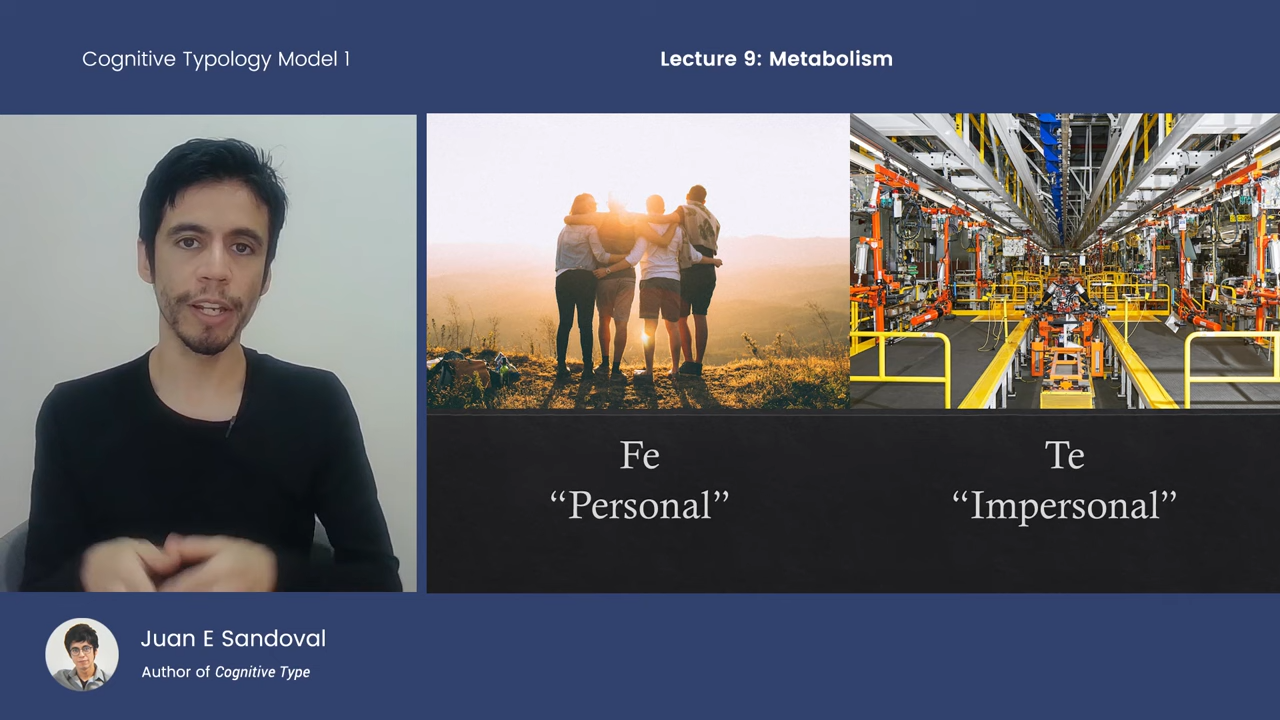 Cognitive Typology Model 1
Lecture 9: Metabolism
Fe
“Personal”
Te
“Impersonal”
Juan E Sandoval
Author of Cognitive Type